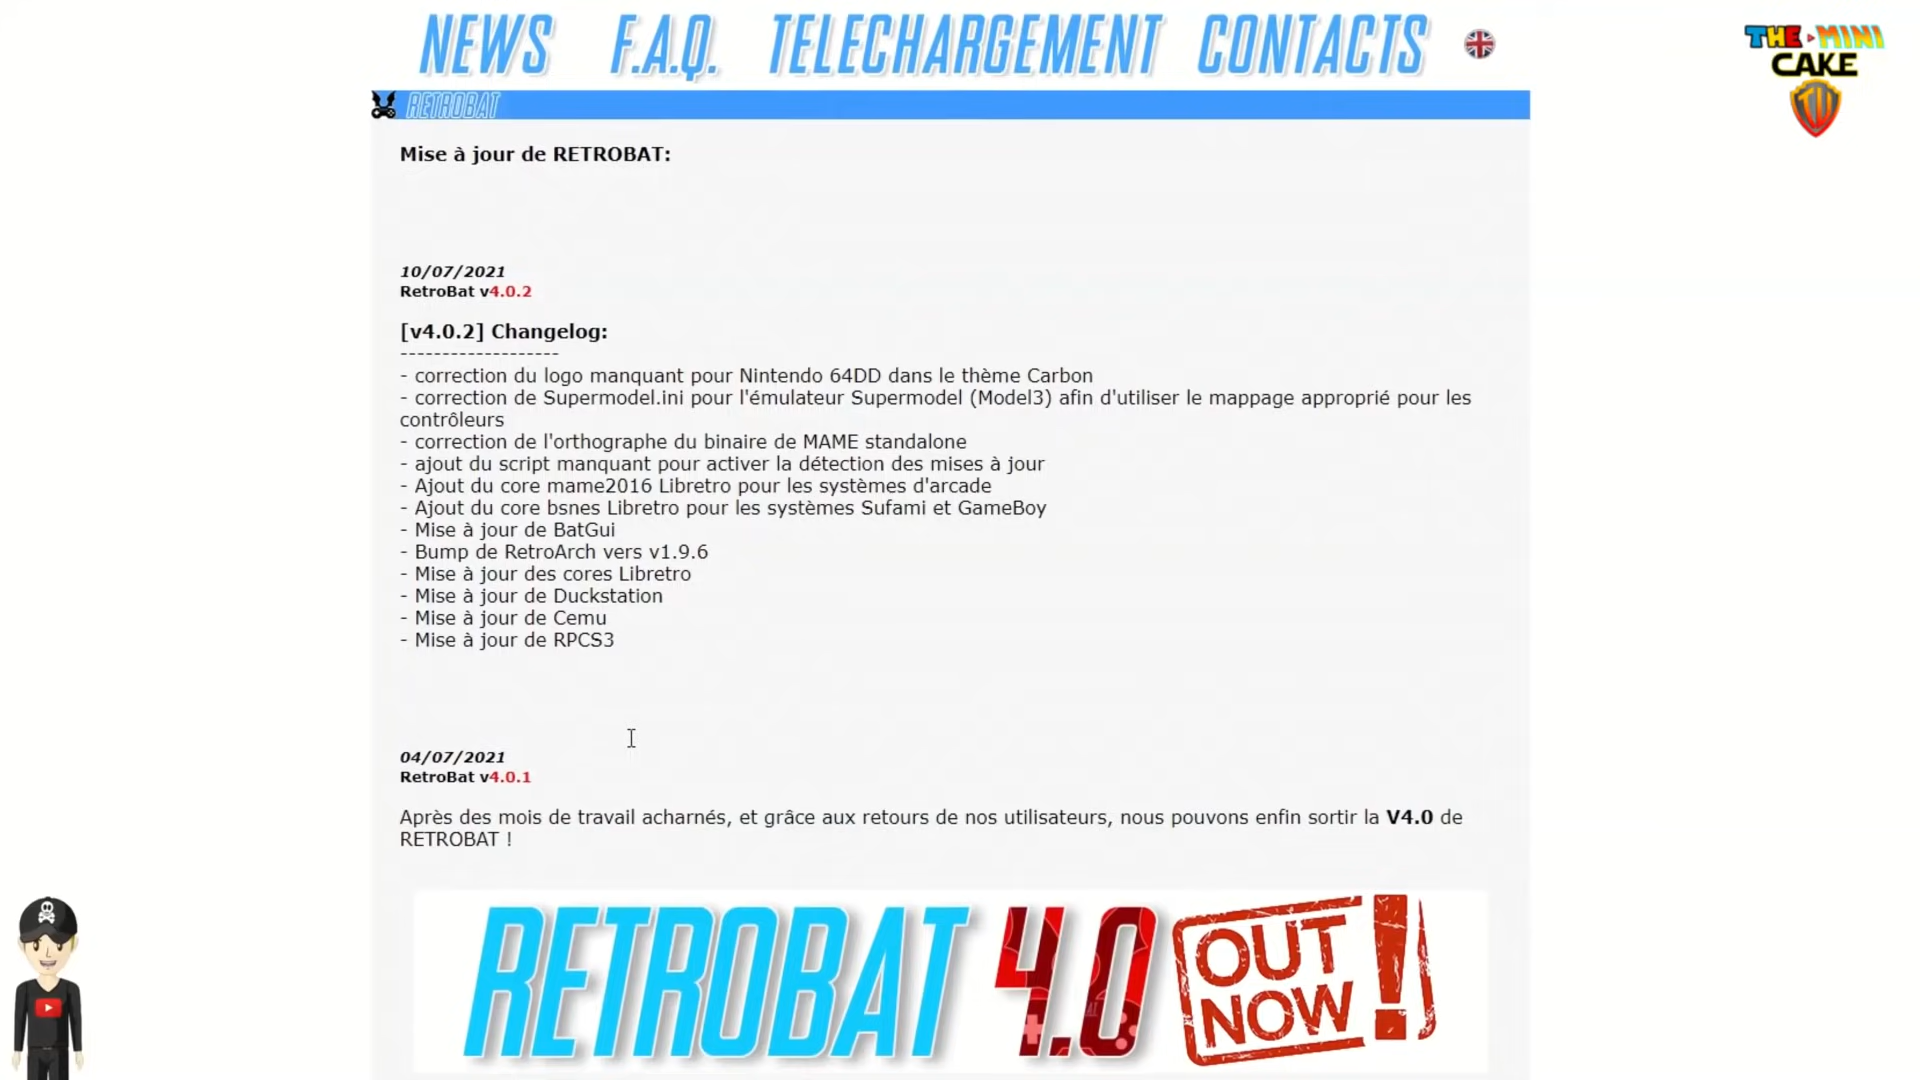 NEWS F.A.Q. TELECHARGEMENT CONTACTS
THE MINI
CAKE
TU
RETROBAT
Mise à jour de RETROBAT:
10/07/2021
RetroBat v4.0.2
[v4.0.2] Changelog:
-------------------
- correction du logo manquant pour Nintendo 64DD dans le thème Carbon
- correction de Supermodel.ini pour l'émulateur Supermodel (Model3) afin d'utiliser le mappage approprié pour les
contrôleurs
- correction de l'orthographe du binaire de MAME standalone
- ajout du script manquant pour activer la détection des mises à jour
- Ajout du core mame2016 Libretro pour les systèmes d'arcade
- Ajout du core bsnes Libretro pour les systèmes Sufami et GameBoy
- Mise à jour de BatGui
- Bump de RetroArch vers v1.9.6
- Mise à jour des cores Libretro
- Mise à jour de Duckstation
- Mise à jour de Cemu
- Mise à jour de RPCS3
04/07/2021
RetroBat v4.0.1
Après des mois de travail acharnés, et grâce aux retours de nos utilisateurs, nous pouvons enfin sortir la V4.0 de
RETROBAT !
RETROBAT 4.0 OUT
NOW !